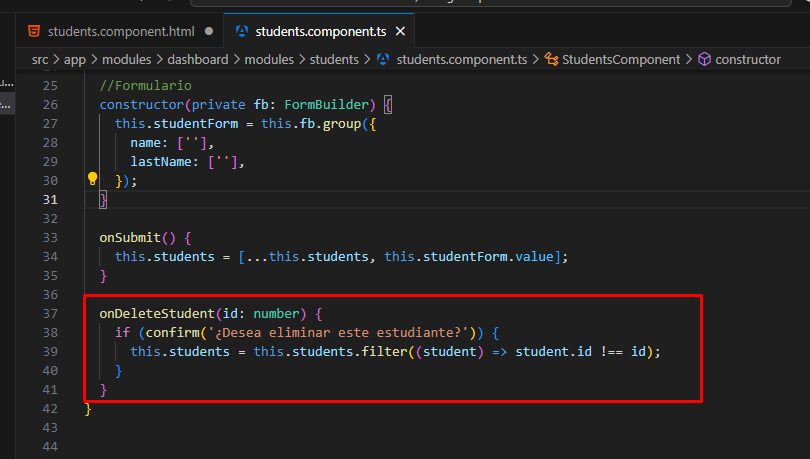 students.component.html
students.component.ts
src > app > modules > dashboard > modules > students > students.component.ts > StudentsComponent > constructor
25 //Formulario
26 constructor(private fb: FormBuilder) {
27 this.studentForm = this.fb.group({
28 name: [''],
29 lastName: [''],
30 });
31 }
32
33 onSubmit() {
34 this.students = [...this.students, this.studentForm.value];
35 }
36
37 onDeleteStudent(id: number) {
38 if (confirm('¿Desea eliminar este estudiante?')) {
39 this.students = this.students.filter((student) => student.id !== id);
40 }
41 }
42 }
43
44